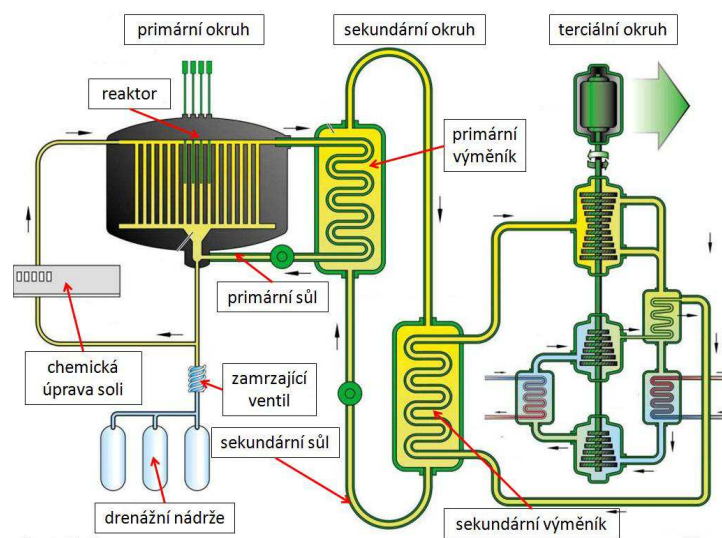 primární okruh
sekundární okruh
terciální okruh
reaktor
primární
výměník
primární sůl
chemická
úprava soli
zamrzající
ventil
sekundární sůl
drenážní nádrže
sekundární výměník